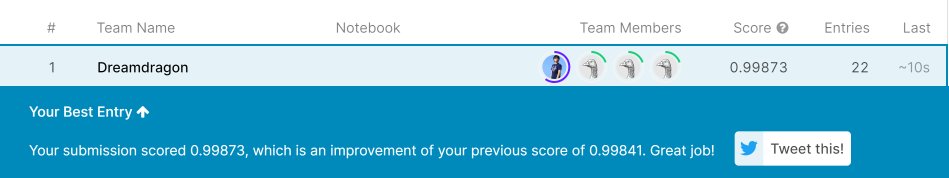 # Team Name Notebook Team Members Score ? Entries Last
1 Dreamdragon 0.99873 22 ~10s
Your Best Entry ↑
Your submission scored 0.99873, which is an improvement of your previous score of 0.99841. Great job! Tweet this!